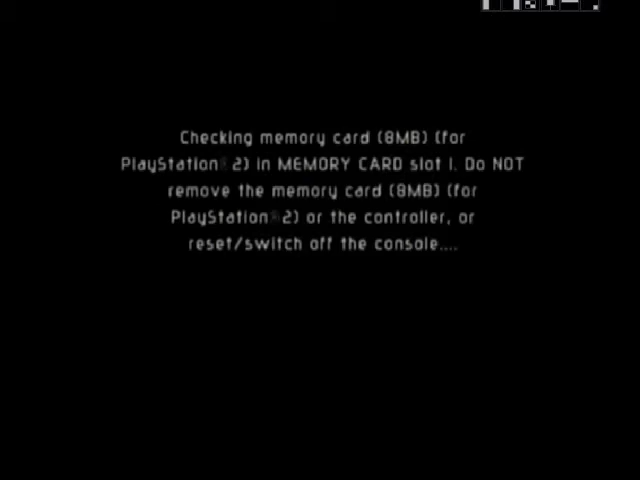 Checking memory card (8MB) (for
PlayStation® 2) in MEMORY CARD slot 1. Do NOT
remove the memory card (8MB) (for
PlayStation® 2) or the controller, or
reset/switch off the console....